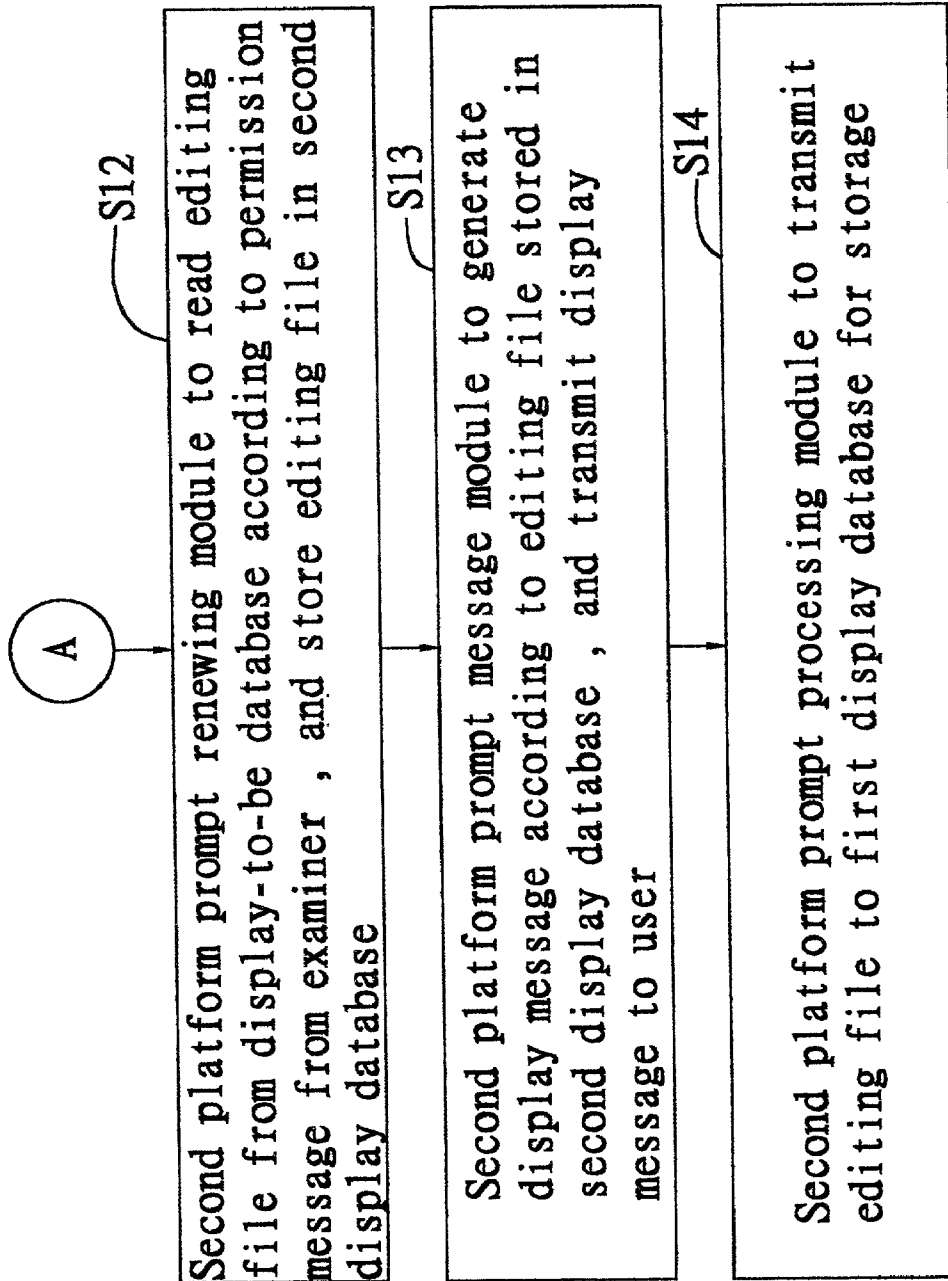 A
S12
Second platform prompt renewing module to read editing
file from display-to-be database according to permission
message from examiner , and store editing file in second
display database
S13
Second platform prompt message module to generate
display message according to editing file stored in
second display database , and transmit display
message to user
S14
Second platform prompt processing module to transmit
editing file to first display database for storage